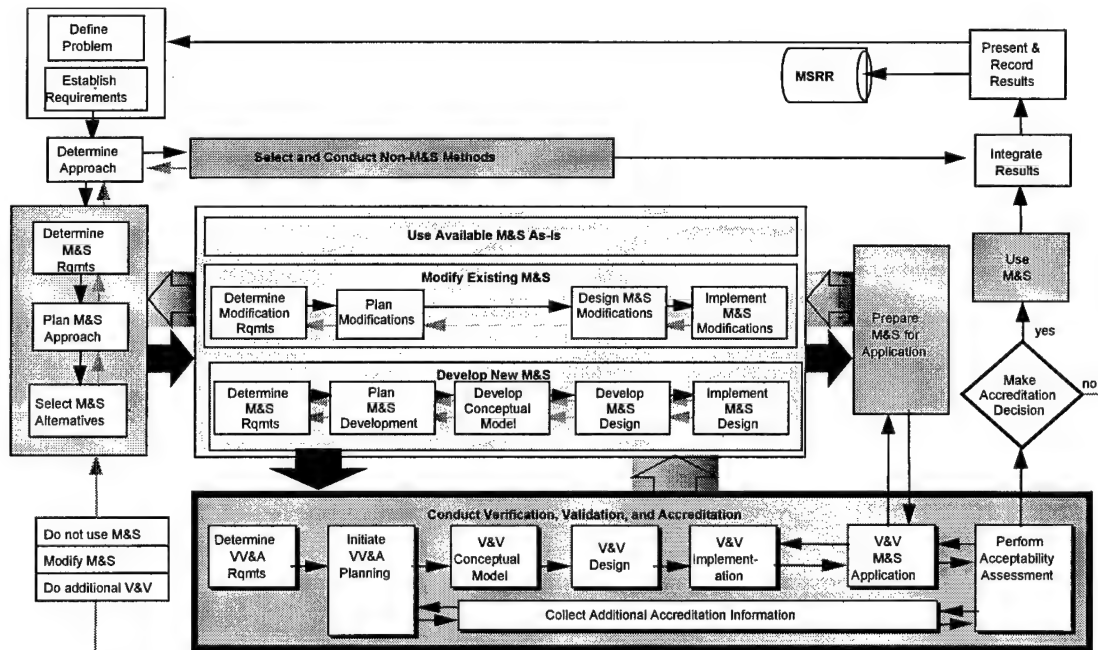 Define
Problem
Establish
Requirements
Determine
Approach
Select and Conduct Non-M&S Methods
MSRR
Present &
Record
Results
Integrate
Results
Determine
M&S
Rqmts
Plan M&S
Approach
Select M&S
Alternatives
Use Available M&S As-Is
Modify Existing M&S
Determine
Modification
Rqmts
Plan
Modifications
Design M&S
Modifications
Implement
M&S
Modifications
Develop New M&S
Determine
M&S
Rqmts
Plan
M&S
Development
Develop
Conceptual
Model
Develop
M&S
Design
Implement
M&S
Design
Prepare
M&S for
Application
Use
M&S
yes
Make
Accreditation
Decision
no
Do not use M&S
Modify M&S
Do additional V&V
Conduct Verification, Validation, and Accreditation
Determine
VV&A
Rqmts
Initiate
VV&A
Planning
V&V
Conceptual
Model
V&V
Design
V&V
Implement-
ation
V&V
M&S
Application
Perform
Acceptability
Assessment
Collect Additional Accreditation Information